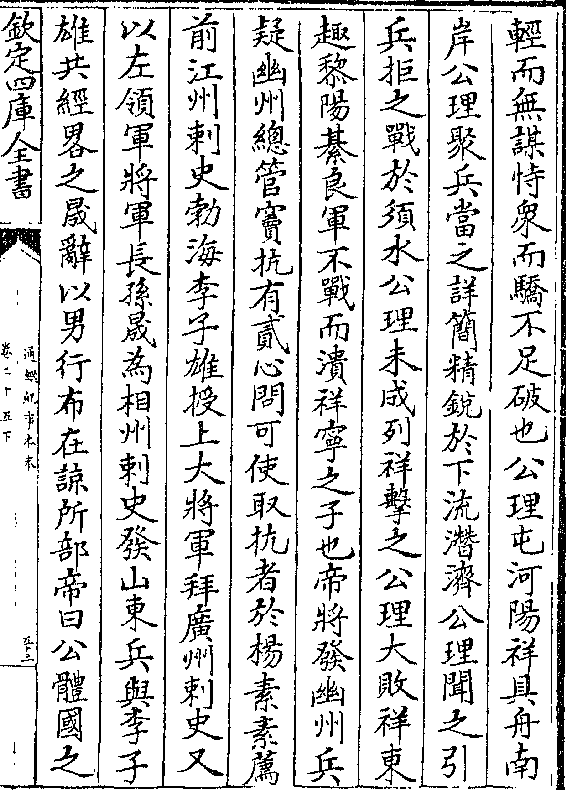 輕而無謀恃衆而驕不足破也公理屯河陽祥具舟南
岸公理聚兵當之詳簡精銳於下流潛濟公理聞之引
兵拒之戰於須水公理未成列祥擊之公理大敗祥東
趣黎陽綦良軍不戰而潰祥寧之子也帝將發幽州兵
疑幽州總管竇抗有貳心問可使取抗者於楊素素薦
前江州刺史勃海李子雄授上大將軍拜廣州刺史又
以左領軍將軍長孫晟為相州刺史發山東兵與李子
雄共經畧之晟辭以男行布在諒所部帝曰公體國之
欽定四庫全書
通鑑紀事本末
卷二十五下